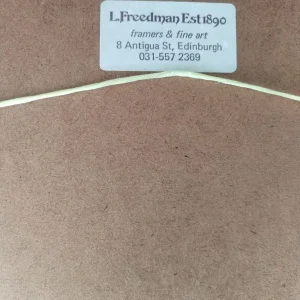 L.Freedman Est 1890
framers & fine art
8 Antigua St, Edinburgh
031-557 2369